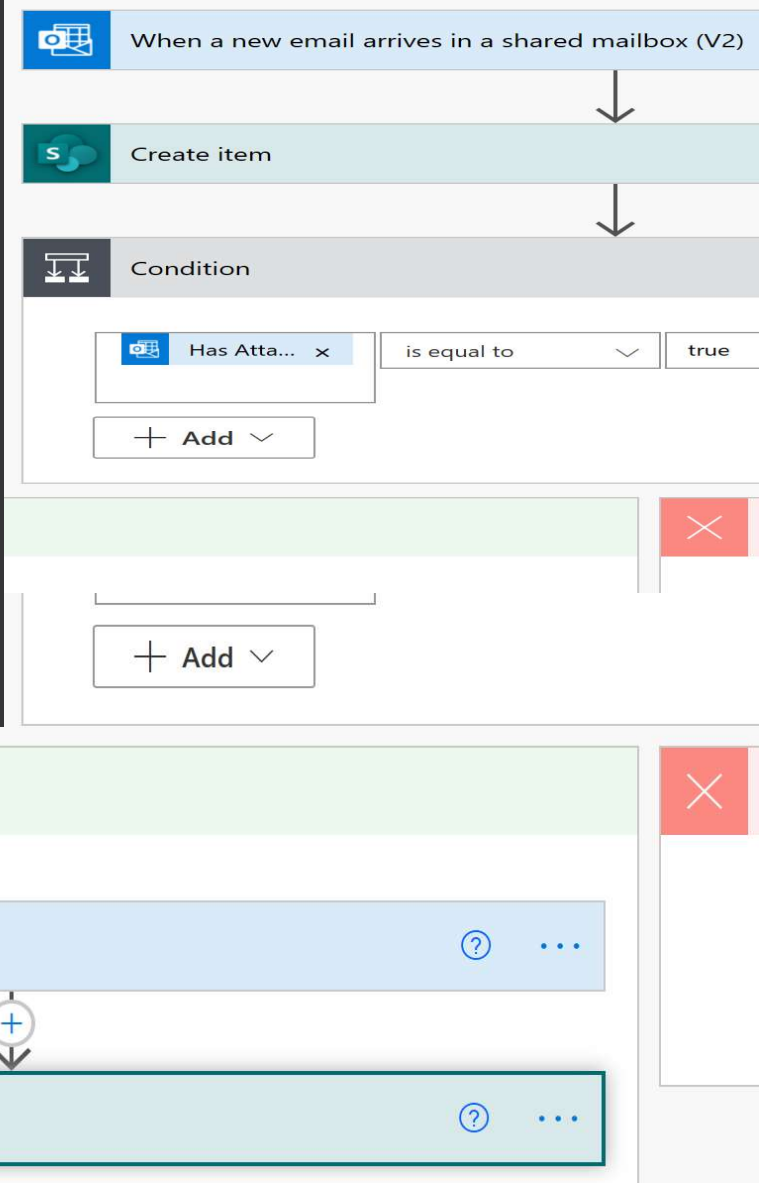 When a new email arrives in a shared mailbox (V2)
S
Create item
Condition
Has Atta... × is equal to true
+ Add
+ Add
?
?